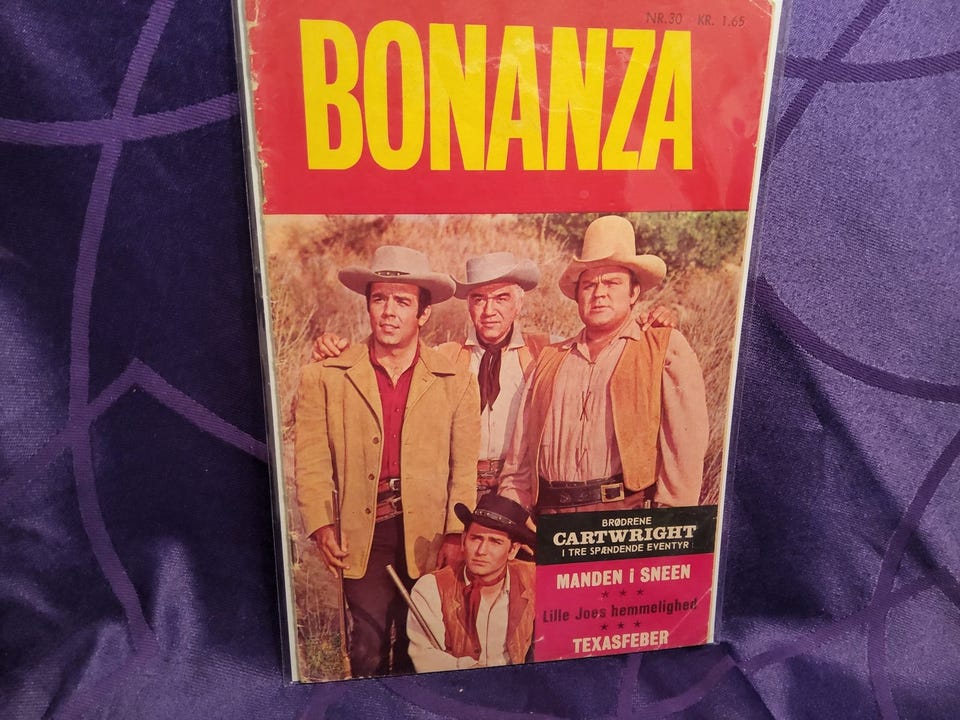 NR.30 KR. 1.65
BONANZA
BRØDRENE
CARTWRIGHT
I TRE SPÆNDENDE EVENTYR
MANDEN i SNEEN
Lille Joes hemmelighed
TEXASFEBER